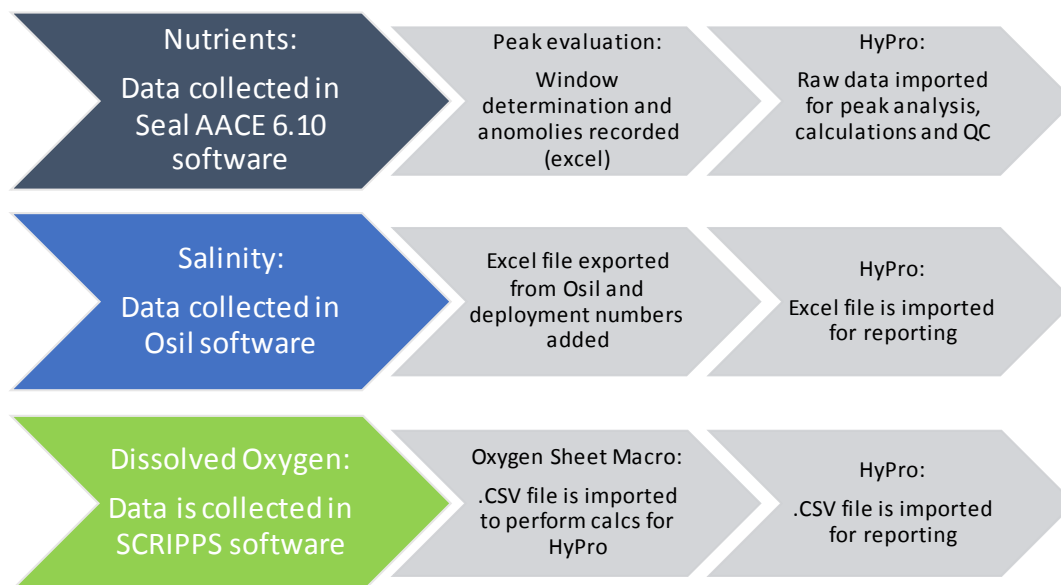 Nutrients:
Data collected in
Seal AACE 6.10
software
Peak evaluation:
Window
determination and
anomolies recorded
(excel)
HyPro:
Raw data imported
for peak analysis,
calculations and QC
Salinity:
Data collected in
Osil software
Excel file exported
from Osil and
deployment numbers
added
HyPro:
Excel file is imported
for reporting
Dissolved Oxygen:
Data is collected in
SCRIPPS software
Oxygen Sheet Macro:
.CSV file is imported
to perform calcs for
HyPro
HyPro:
.CSV file is imported
for reporting